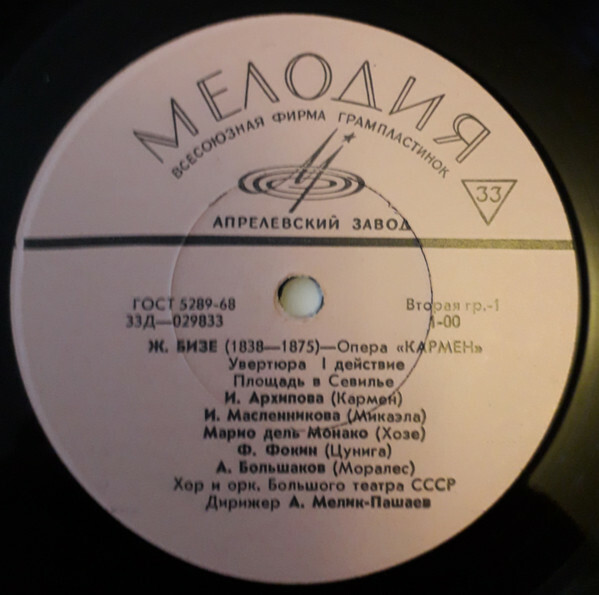 МЕЛОДИЯ
ВСЕСОЮЗНАЯ ФИРМА ГРАМПЛАСТИНОК
33
АПРЕЛЕВСКИЙ ЗАВОД
ГОСТ 5289-68 Вторая гр.-1
33Д—029833 1-00
Ж. БИЗЕ (1838—1875)—Опера «КАРМЕН»
Увертюра I действие
Площадь в Севилье
И. Архипова (Кармен)
И. Масленникова (Микаэла)
Марио дель Монако (Хозе)
Ф. Фокин (Цунига)
А. Большаков (Моралес)
Хор и орк. Большого театра СССР
Дирижер А. Мелик-Пашаев